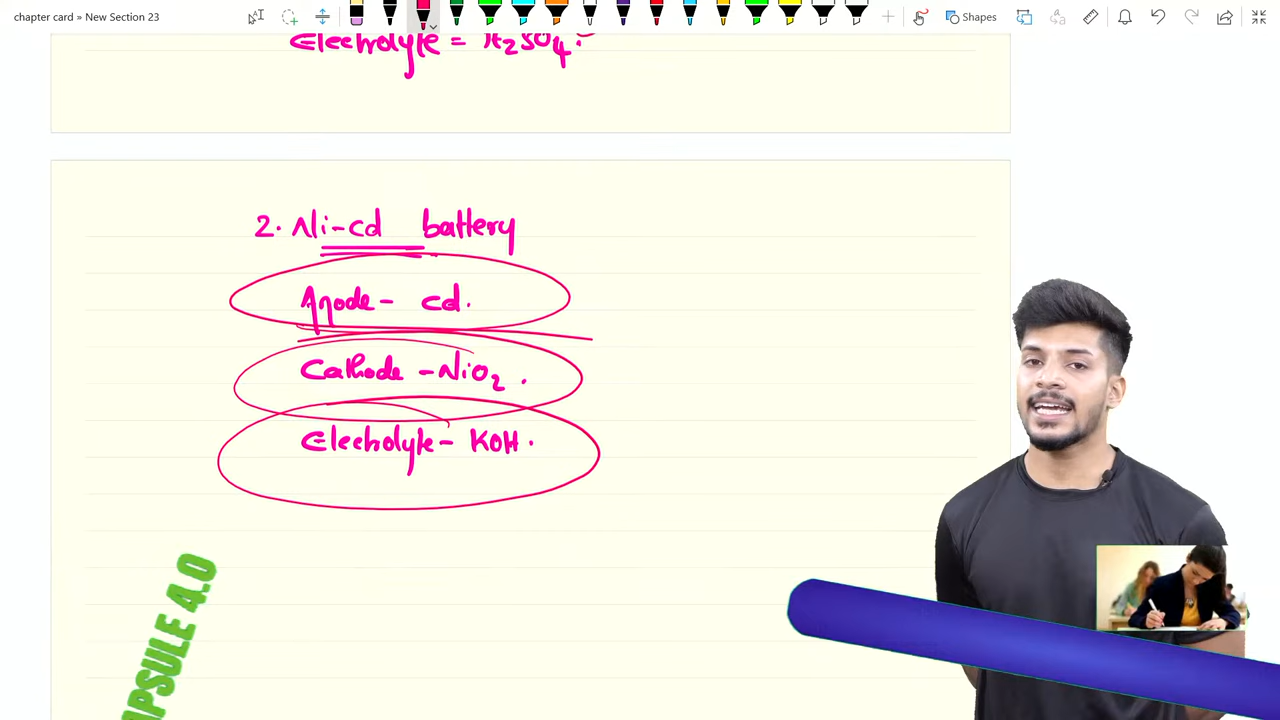 chapter card » New Section 23
Shapes
Electrolyte = H2SO4.
2. Ni-cd battery
Anode - cd.
Cathode - NiO2.
Electrolyte - KOH.
APSULE 4.0